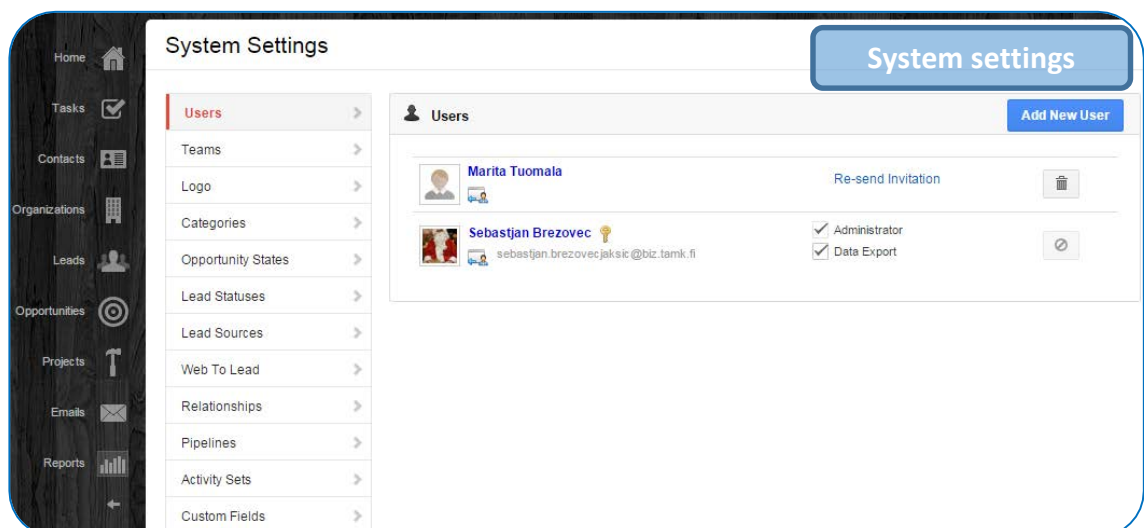 System Settings
System settings
Home
Tasks
Contacts
Organizations
Leads
Opportunities
Projects
Emails
Reports
Users
Teams
Logo
Categories
Opportunity States
Lead Statuses
Lead Sources
Web To Lead
Relationships
Pipelines
Activity Sets
Custom Fields
Users
Add New User
Marita Tuomala
Re-send Invitation
Sebastjan Brezovec
Administrator
sebastjan.brezovecjaksic@biz.tamk.fi
Data Export